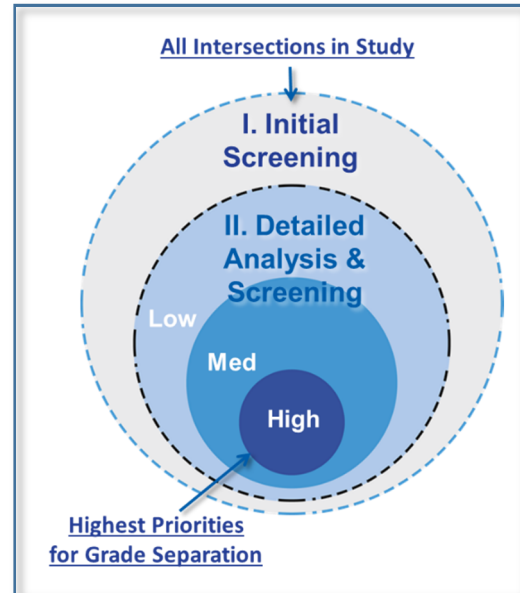 All Intersections in Study
I. Initial
Screening
II. Detailed
Analysis &
Screening
Low
Med
High
Highest Priorities
for Grade Separation